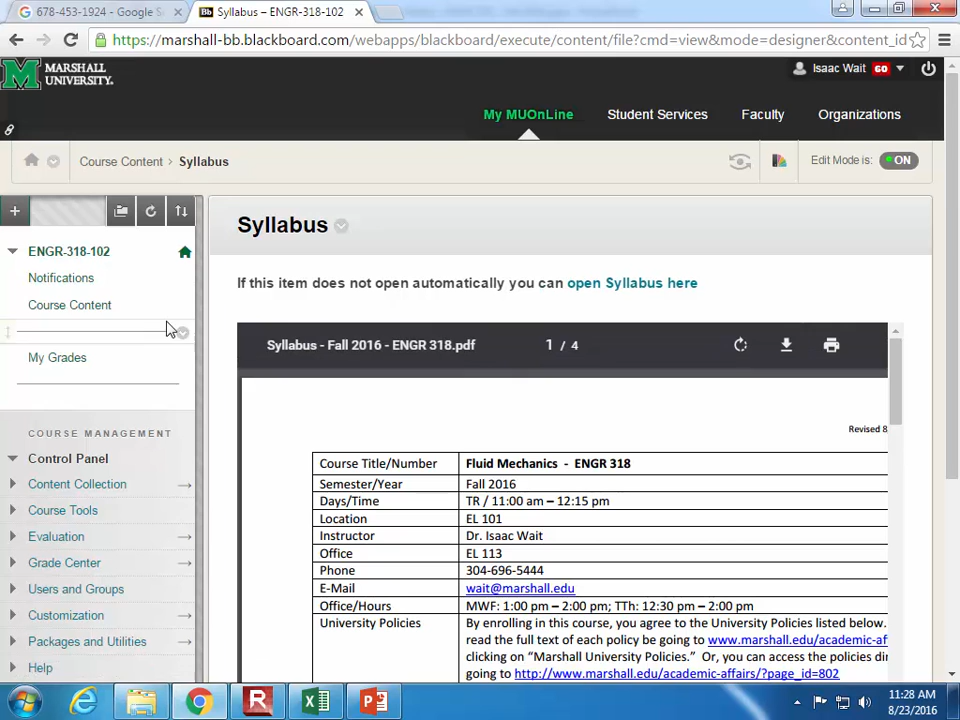 678-453-1924 - Google S
Syllabus – ENGR-318-102
https://marshall-bb.blackboard.com/webapps/blackboard/execute/content/file?cmd=view&mode=designer&content_id
MARSHALL
UNIVERSITY.
Isaac Wait 60
My MUOnLine Student Services Faculty Organizations
Course Content > Syllabus
Edit Mode is: ON
ENGR-318-102
Notifications
Course Content
My Grades
COURSE MANAGEMENT
Control Panel
Content Collection
Course Tools
Evaluation
Grade Center
Users and Groups
Customization
Packages and Utilities
Help
Syllabus
If this item does not open automatically you can open Syllabus here
Syllabus - Fall 2016 - ENGR 318.pdf 1 / 4
Revised 8
Course Title/Number Fluid Mechanics - ENGR 318
Semester/Year Fall 2016
Days/Time TR / 11:00 am – 12:15 pm
Location EL 101
Instructor Dr. Isaac Wait
Office EL 113
Phone 304-696-5444
E-Mail wait@marshall.edu
Office/Hours MWF: 1:00 pm – 2:00 pm; TTh: 12:30 pm – 2:00 pm
University Policies By enrolling in this course, you agree to the University Policies listed below.
read the full text of each policy be going to www.marshall.edu/academic-af
clicking on “Marshall University Policies.” Or, you can access the policies dir
going to http://www.marshall.edu/academic-affairs/?page_id=802
11:28 AM
8/23/2016